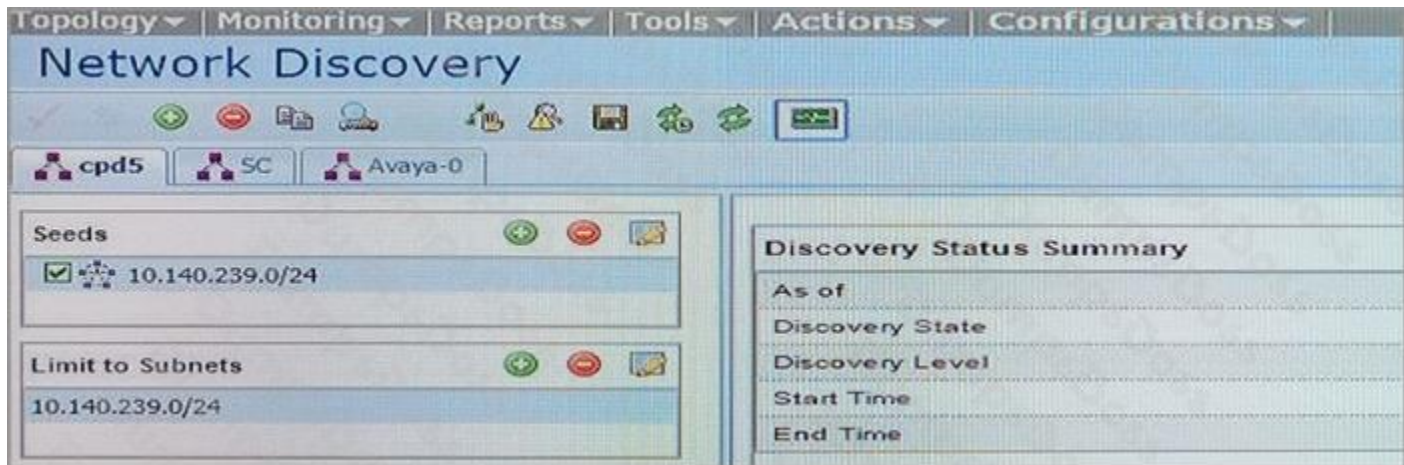 Topology Monitoring Reports Tools Actions Configurations
Network Discovery
cpd5 SC Avaya-0
Seeds
10.140.239.0/24
Limit to Subnets
10.140.239.0/24
Discovery Status Summary
As of
Discovery State
Discovery Level
Start Time
End Time